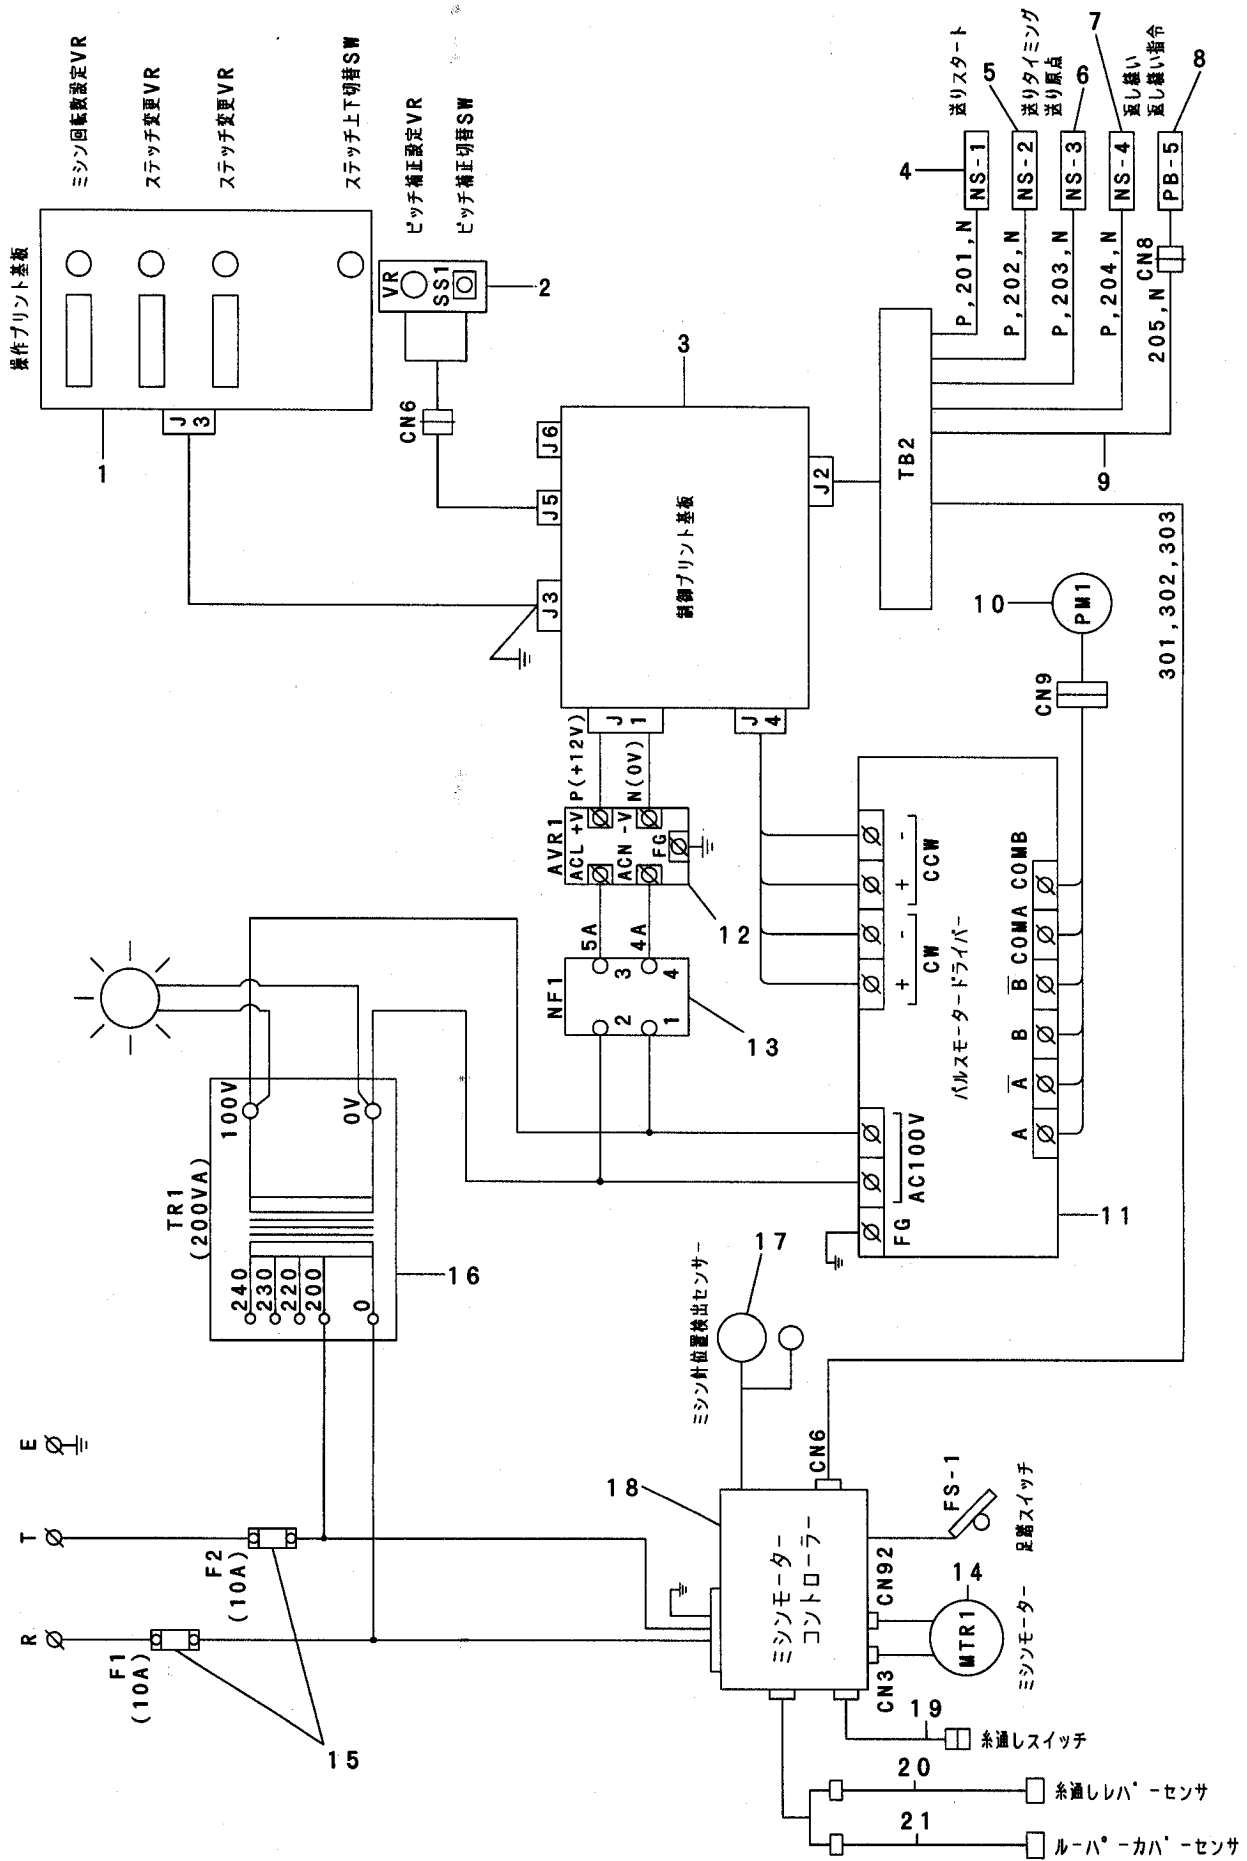 操作プリント基板
ミシン回転数設定VR
ステッチ変更VR
ステッチ変更VR
ステッチ上下切替SW
J3
1
VR
SS1
ピッチ補正設定VR
ピッチ補正切替SW
2
CN6
J6
J5
J3
3
制御プリント基板
J2
J1
J4
TB2
P,201,N
NS-1
4
送りスタート
P,202,N
NS-2
5
送りタイミング
P,203,N
NS-3
6
送り原点
P,204,N
NS-4
7
返し縫い
205,N
CN8
PB-5
8
返し縫い指令
9
301,302,303
10
PM1
CN9
P(+12V)
N(0V)
AVR1
ACL +V
ACN -V
FG
12
5A
4A
NF1
3
4
2
1
13
+
-
CW
+
-
CCW
パルスモータードライバー
AC100V
FG
A
A
B
B
COMA
COMB
11
TR1
(200VA)
100V
0V
240
230
220
200
0
16
E
T
R
F2
(10A)
F1
(10A)
15
ミシン針位置検出センサー
17
18
ミシンモーター
コントローラー
CN6
FS-1
足踏スイッチ
CN92
CN3
14
MTR1
ミシンモーター
19
糸通しスイッチ
20
糸通しレバーセンサ
21
ルーパーカバーセンサ